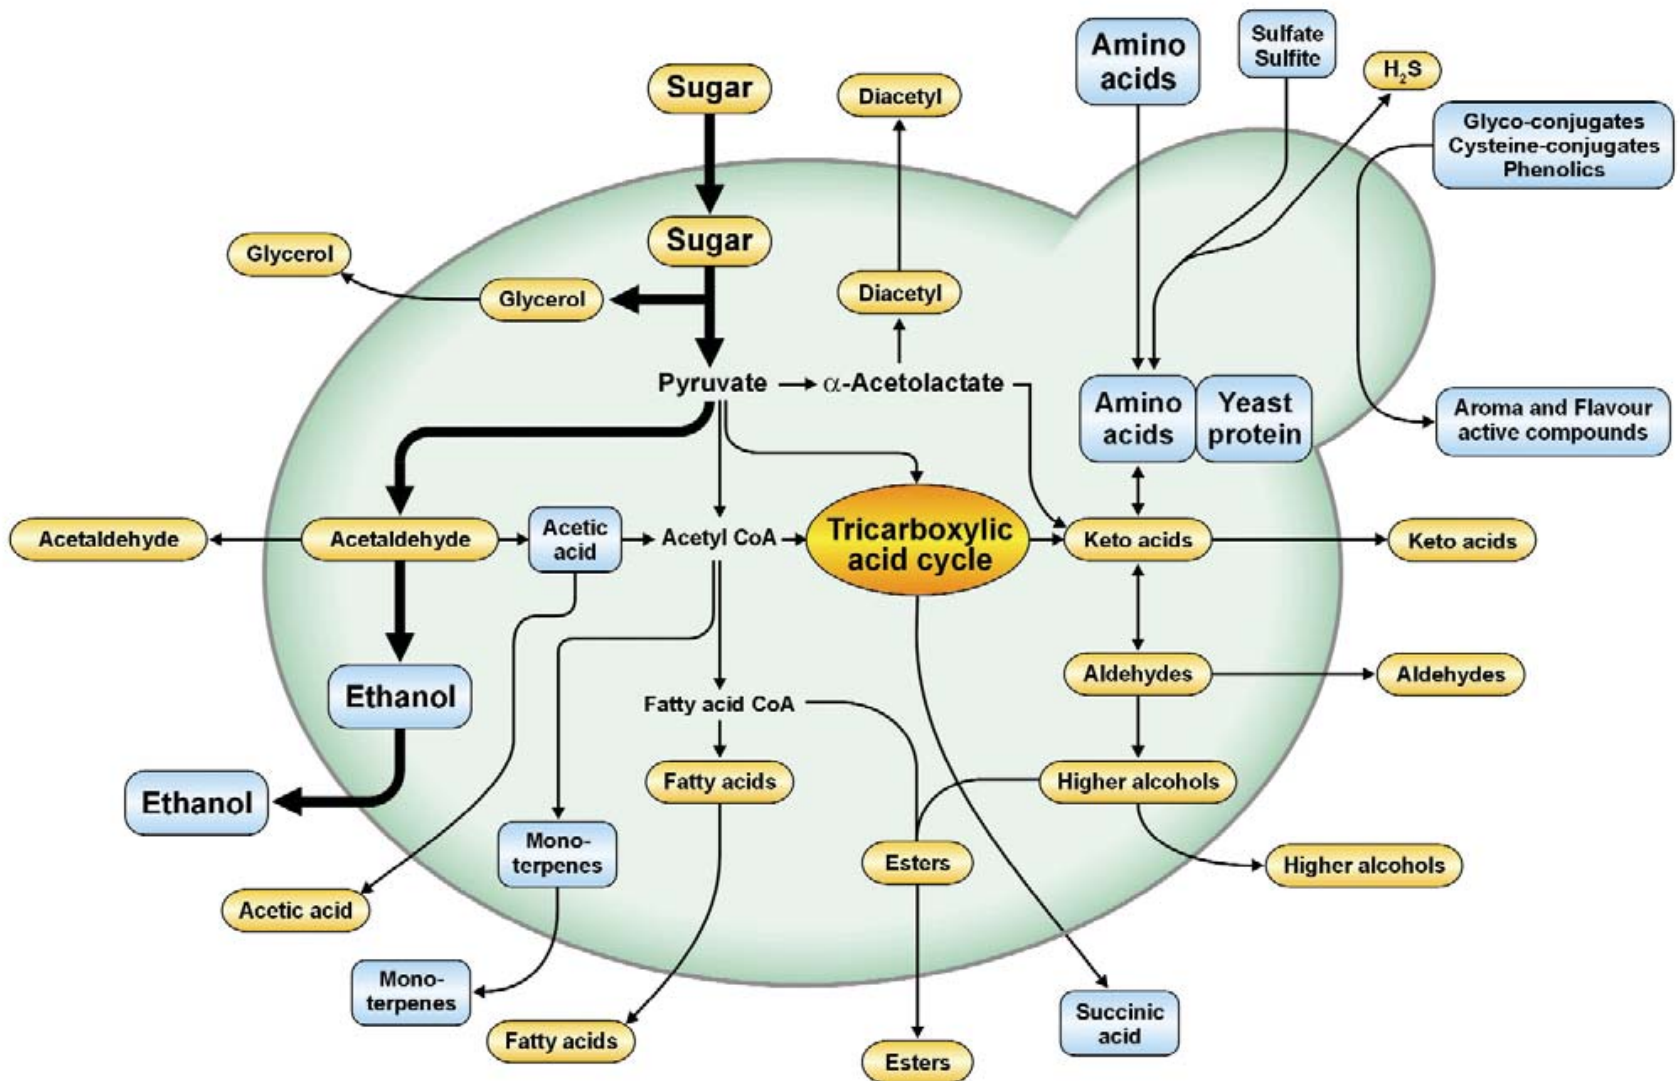 Sugar
Diacetyl
Amino
acids
Sulfate
Sulfite
H₂S
Glyco-conjugates
Cysteine-conjugates
Phenolics
Sugar
Glycerol
Glycerol
Diacetyl
Pyruvate
α-Acetolactate
Amino
acids
Yeast
protein
Aroma and Flavour
active compounds
Acetaldehyde
Acetaldehyde
Acetic
acid
Acetyl CoA
Tricarboxylic
acid cycle
Keto acids
Keto acids
Ethanol
Aldehydes
Aldehydes
Fatty acid CoA
Ethanol
Fatty acids
Higher alcohols
Mono-
terpenes
Esters
Higher alcohols
Acetic acid
Mono-
terpenes
Fatty acids
Esters
Succinic
acid